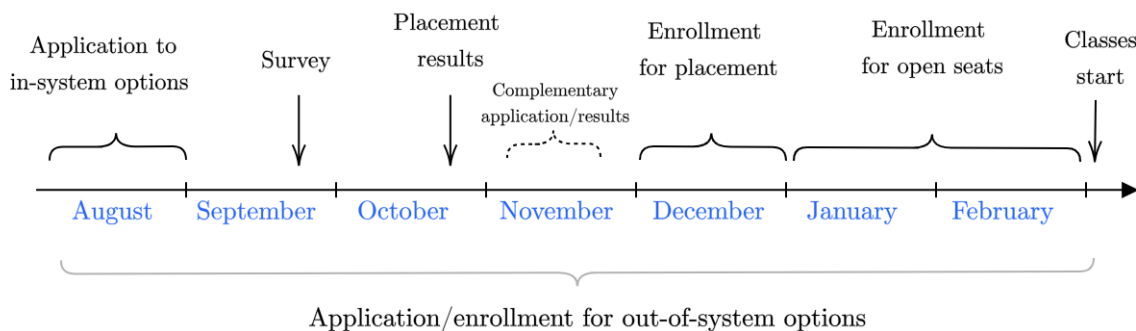 Application to
in-system options
Survey
Placement
results
Complementary
application/results
Enrollment
for placement
Enrollment
for open seats
Classes
start
August
September
October
November
December
January
February
Application/enrollment for out-of-system options